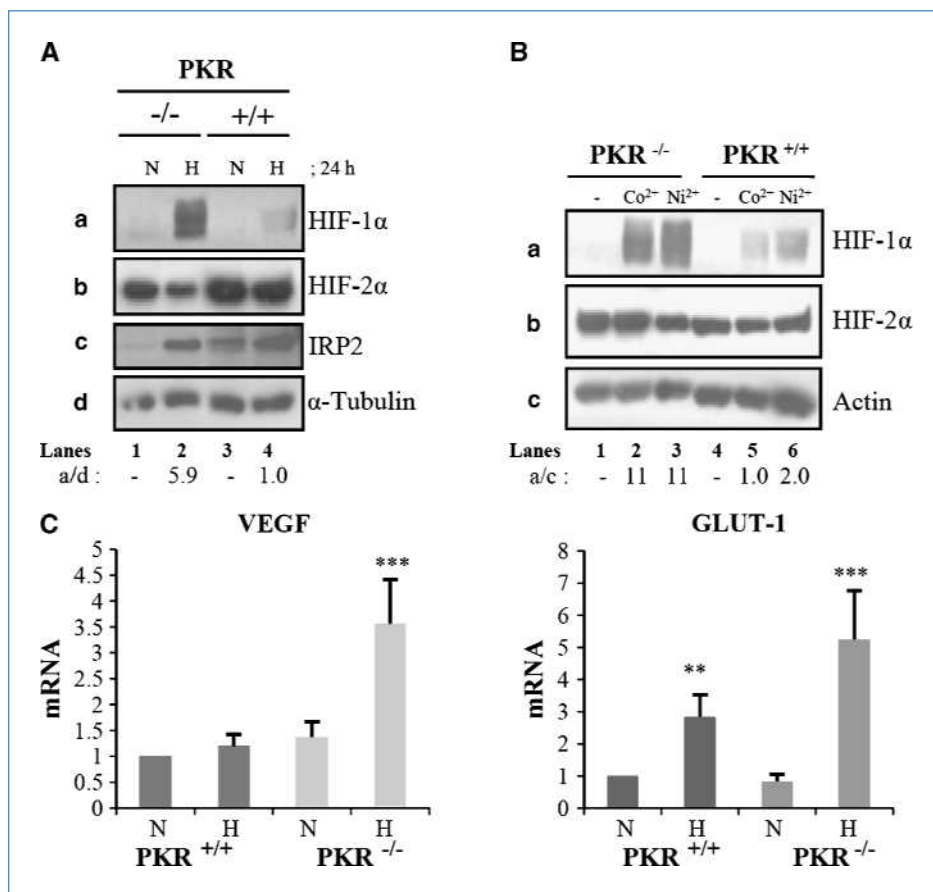 A
PKR
-/- +/+
N H N H ; 24 h
a HIF-1α
b HIF-2α
c IRP2
d α-Tubulin
Lanes 1 2 3 4
a/d : - 5.9 - 1.0
B
PKR -/- PKR +/+
- Co2+ Ni2+ - Co2+ Ni2+
a HIF-1α
b HIF-2α
c Actin
Lanes 1 2 3 4 5 6
a/c : - 11 11 - 1.0 2.0
C
VEGF
mRNA
5
4.5
4
3.5
3
2.5
2
1.5
1
0.5
0
***
N H N H
PKR +/+ PKR -/-
GLUT-1
mRNA
8
7
6
5
4
3
2
1
0
** ***
N H N H
PKR +/+ PKR -/-